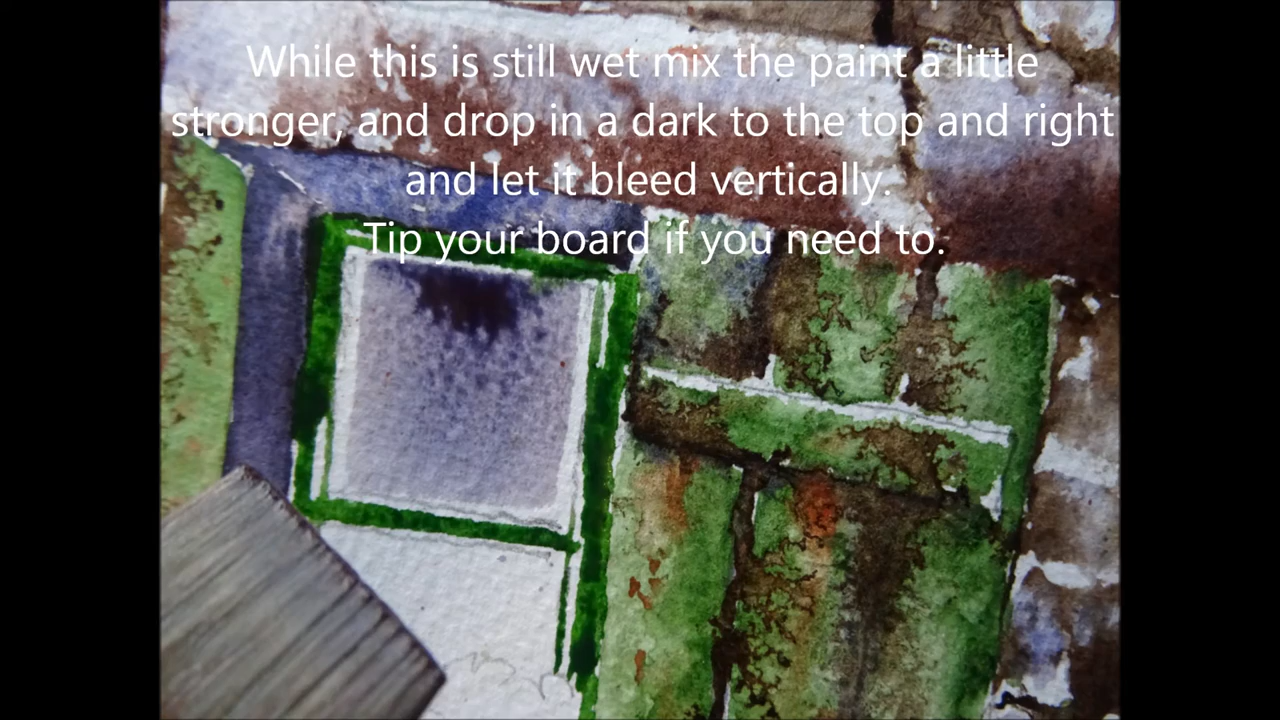 While this is still wet mix the paint a little
stronger, and drop in a dark to the top and right
and let it bleed vertically.
Tip your board if you need to.